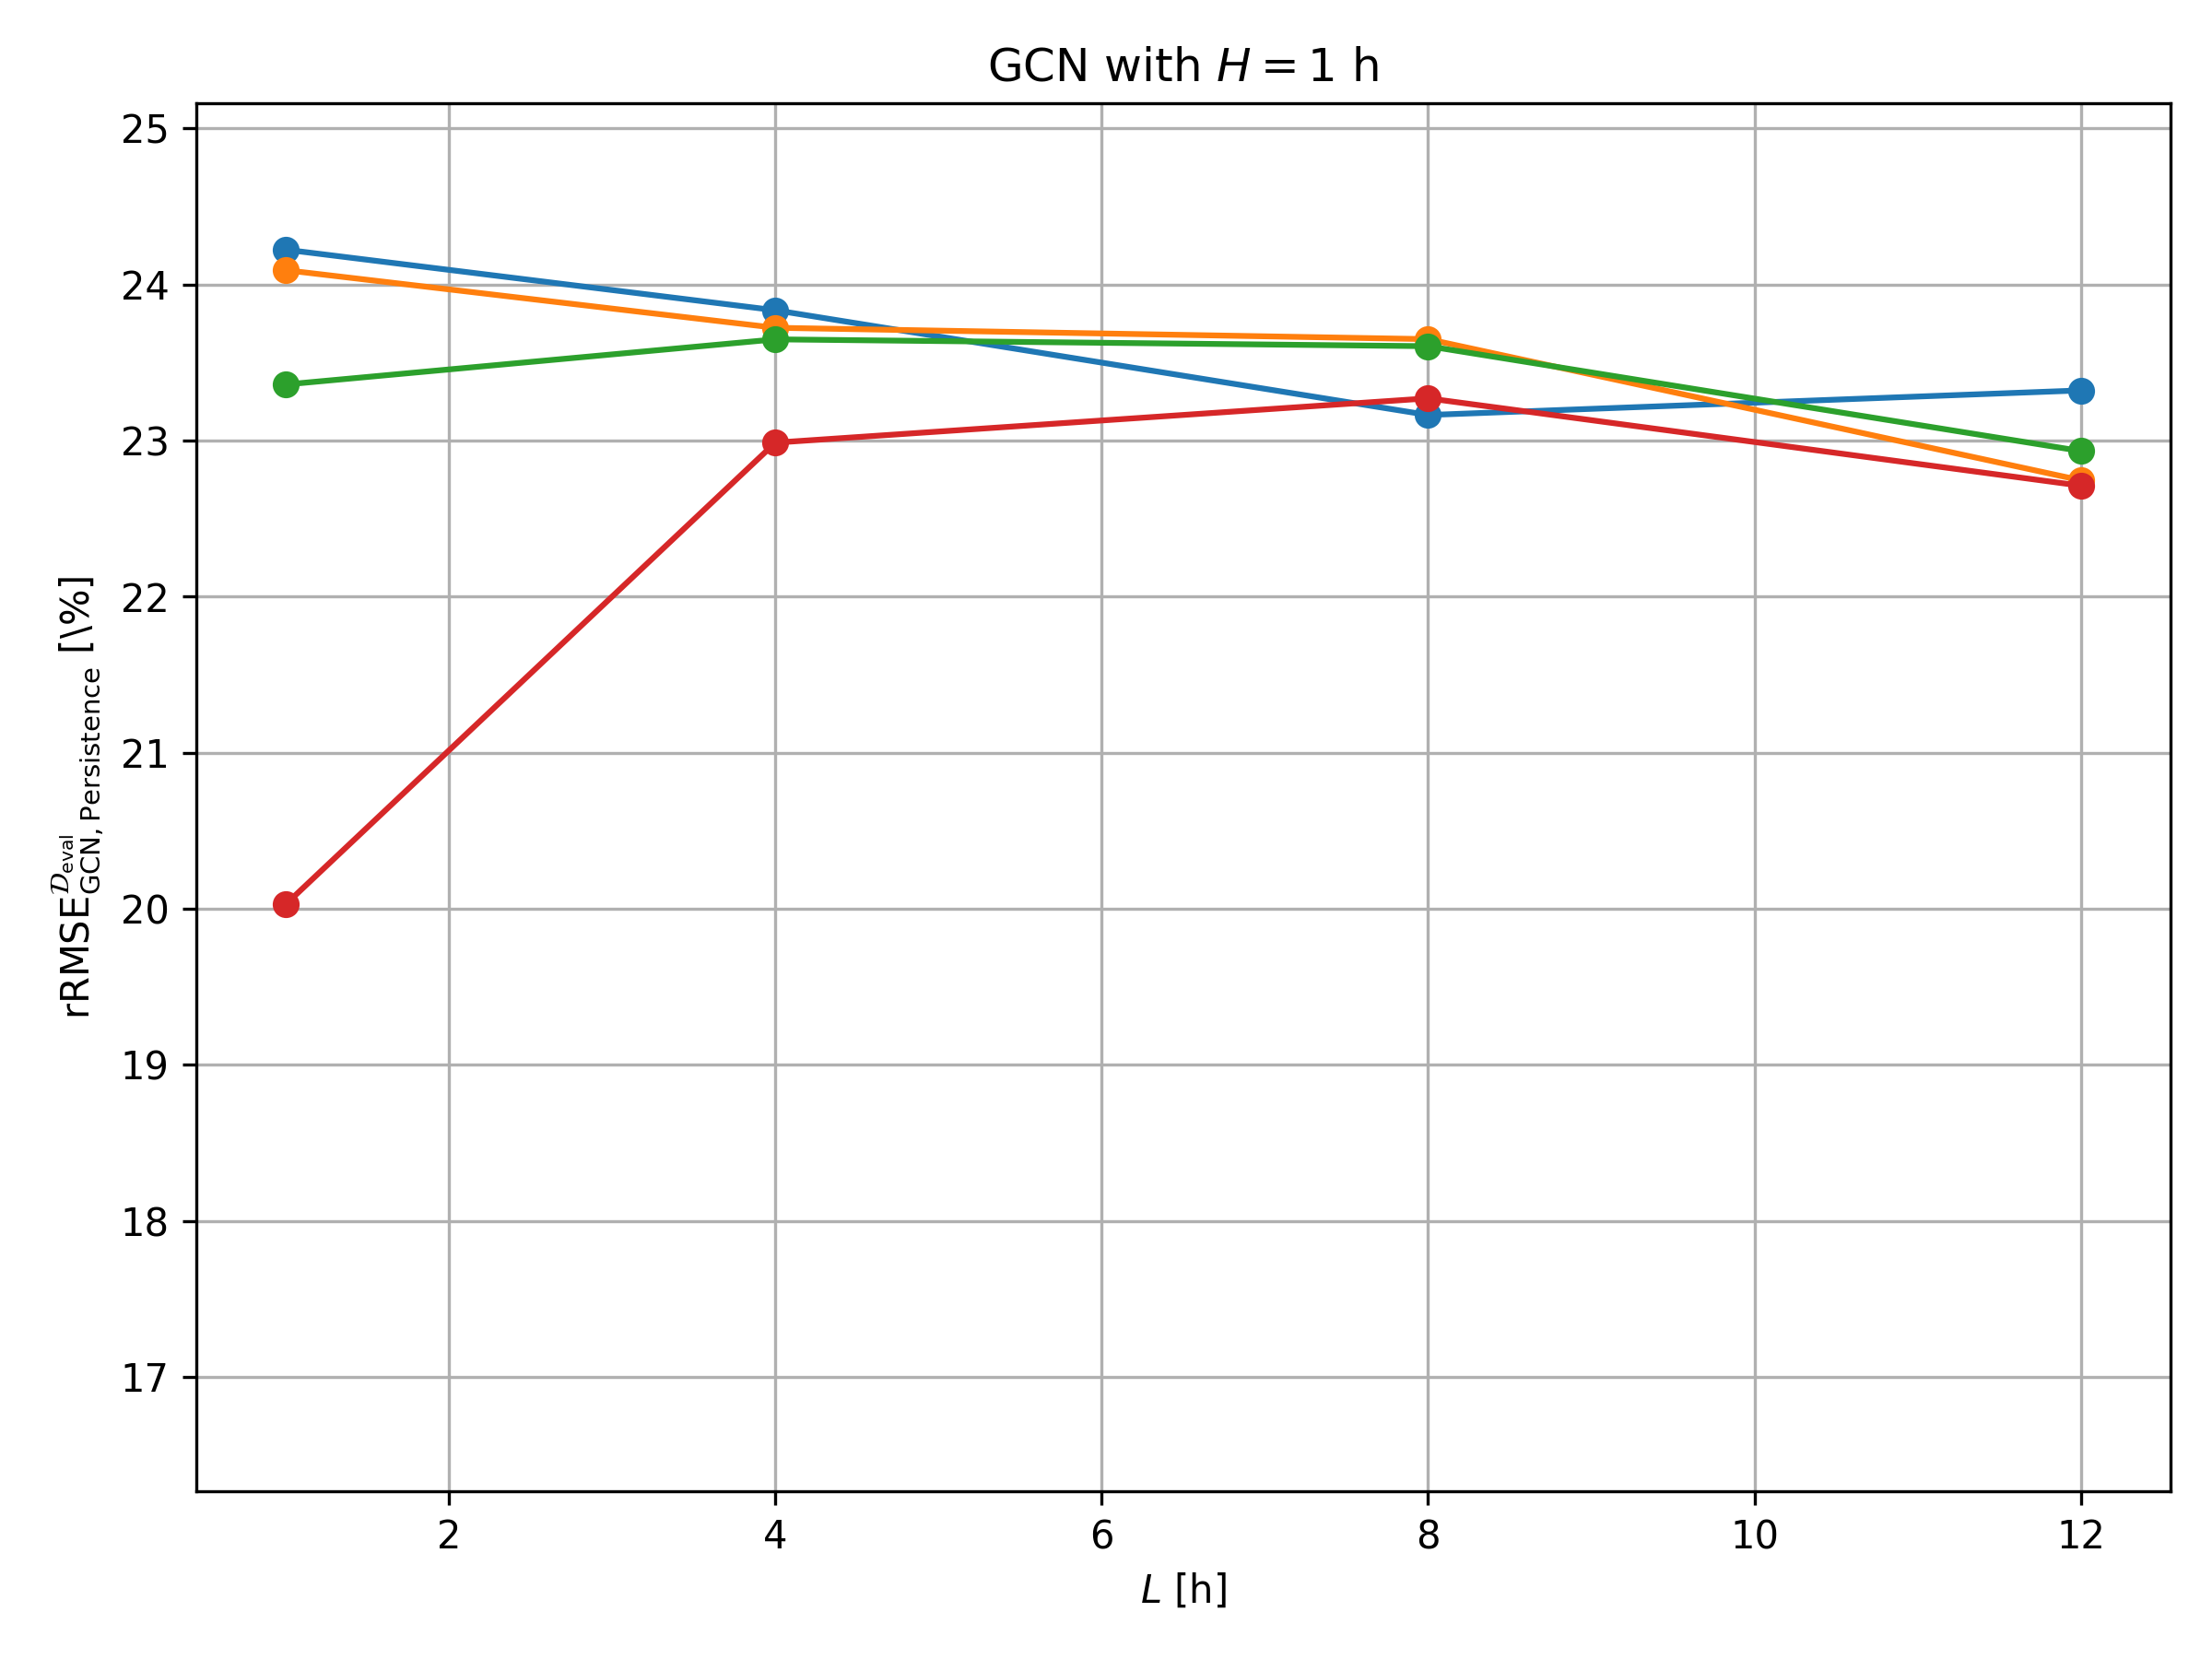 GCN with H = 1 h
25
24
23
22
21
20
19
18
17
rRMSE^{𝒟_eval}_{GCN, Persistence} [\%]
2 4 6 8 10 12
L [h]